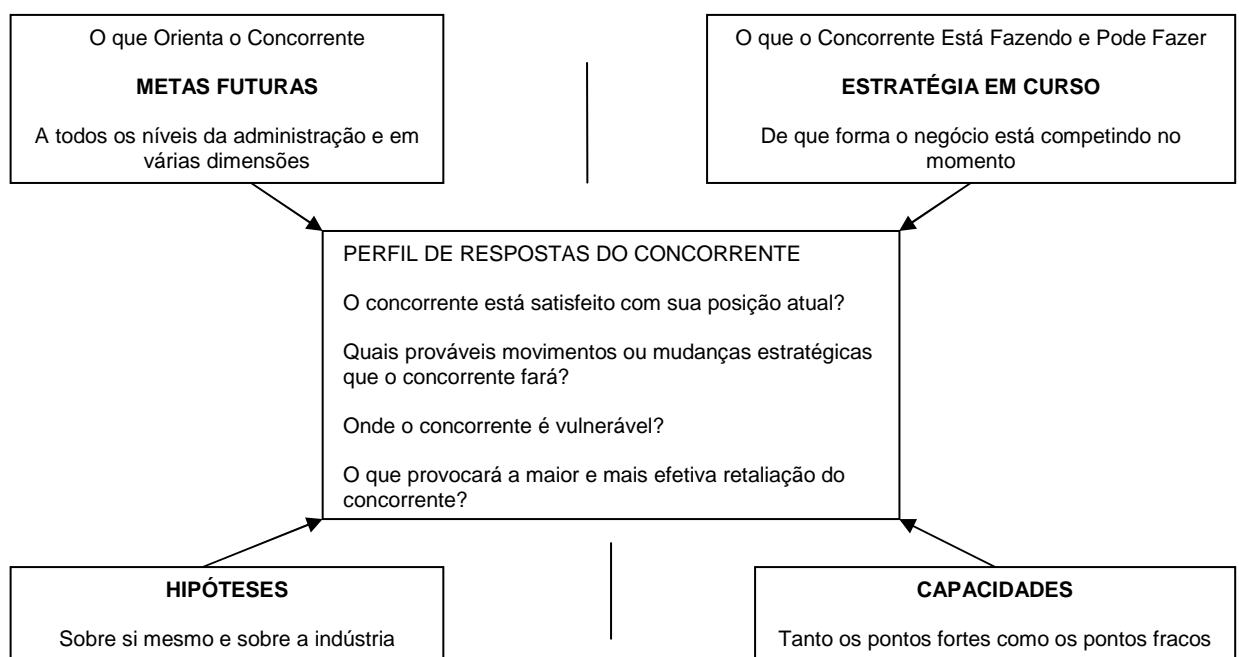 O que Orienta o Concorrente
METAS FUTURAS
A todos os níveis da administração e em
várias dimensões
O que o Concorrente Está Fazendo e Pode Fazer
ESTRATÉGIA EM CURSO
De que forma o negócio está competindo no
momento
PERFIL DE RESPOSTAS DO CONCORRENTE
O concorrente está satisfeito com sua posição atual?
Quais prováveis movimentos ou mudanças estratégicas
que o concorrente fará?
Onde o concorrente é vulnerável?
O que provocará a maior e mais efetiva retaliação do
concorrente?
HIPÓTESES
Sobre si mesmo e sobre a indústria
CAPACIDADES
Tanto os pontos fortes como os pontos fracos